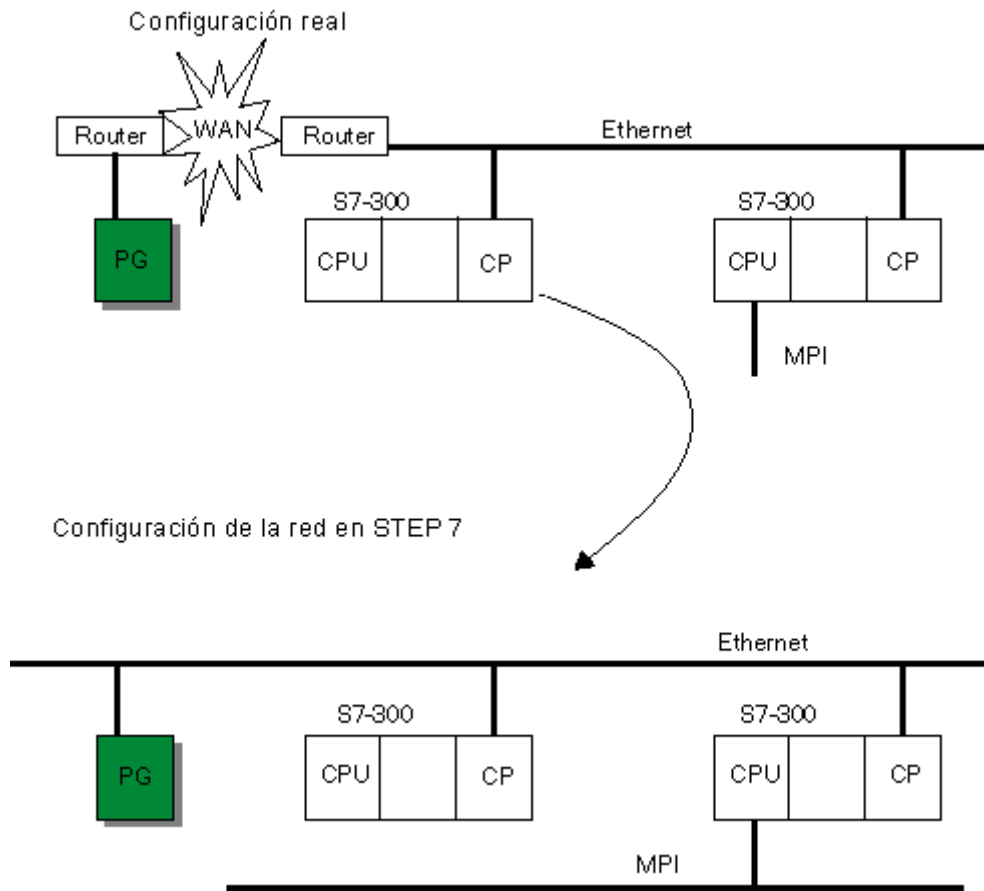 Configuración real
Router
WAN
Router
Ethernet
S7-300
S7-300
PG
CPU
CP
CPU
CP
MPI
Configuración de la red en STEP 7
Ethernet
S7-300
S7-300
PG
CPU
CP
CPU
CP
MPI